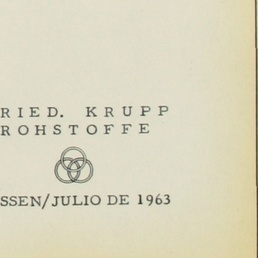 RIED. KRUPP
ROHSTOFFE
SSEN/JULIO DE 1963